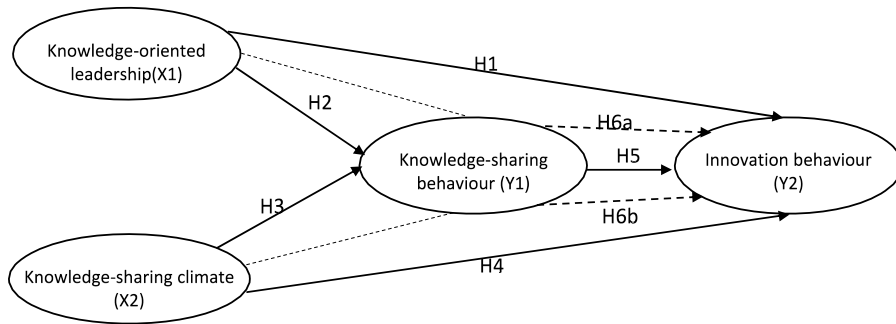 Knowledge-oriented
leadership(X1)
H1
H2
H6a
Knowledge-sharing
behaviour (Y1)
H5
Innovation behaviour
(Y2)
H3
H6b
Knowledge-sharing climate
(X2)
H4